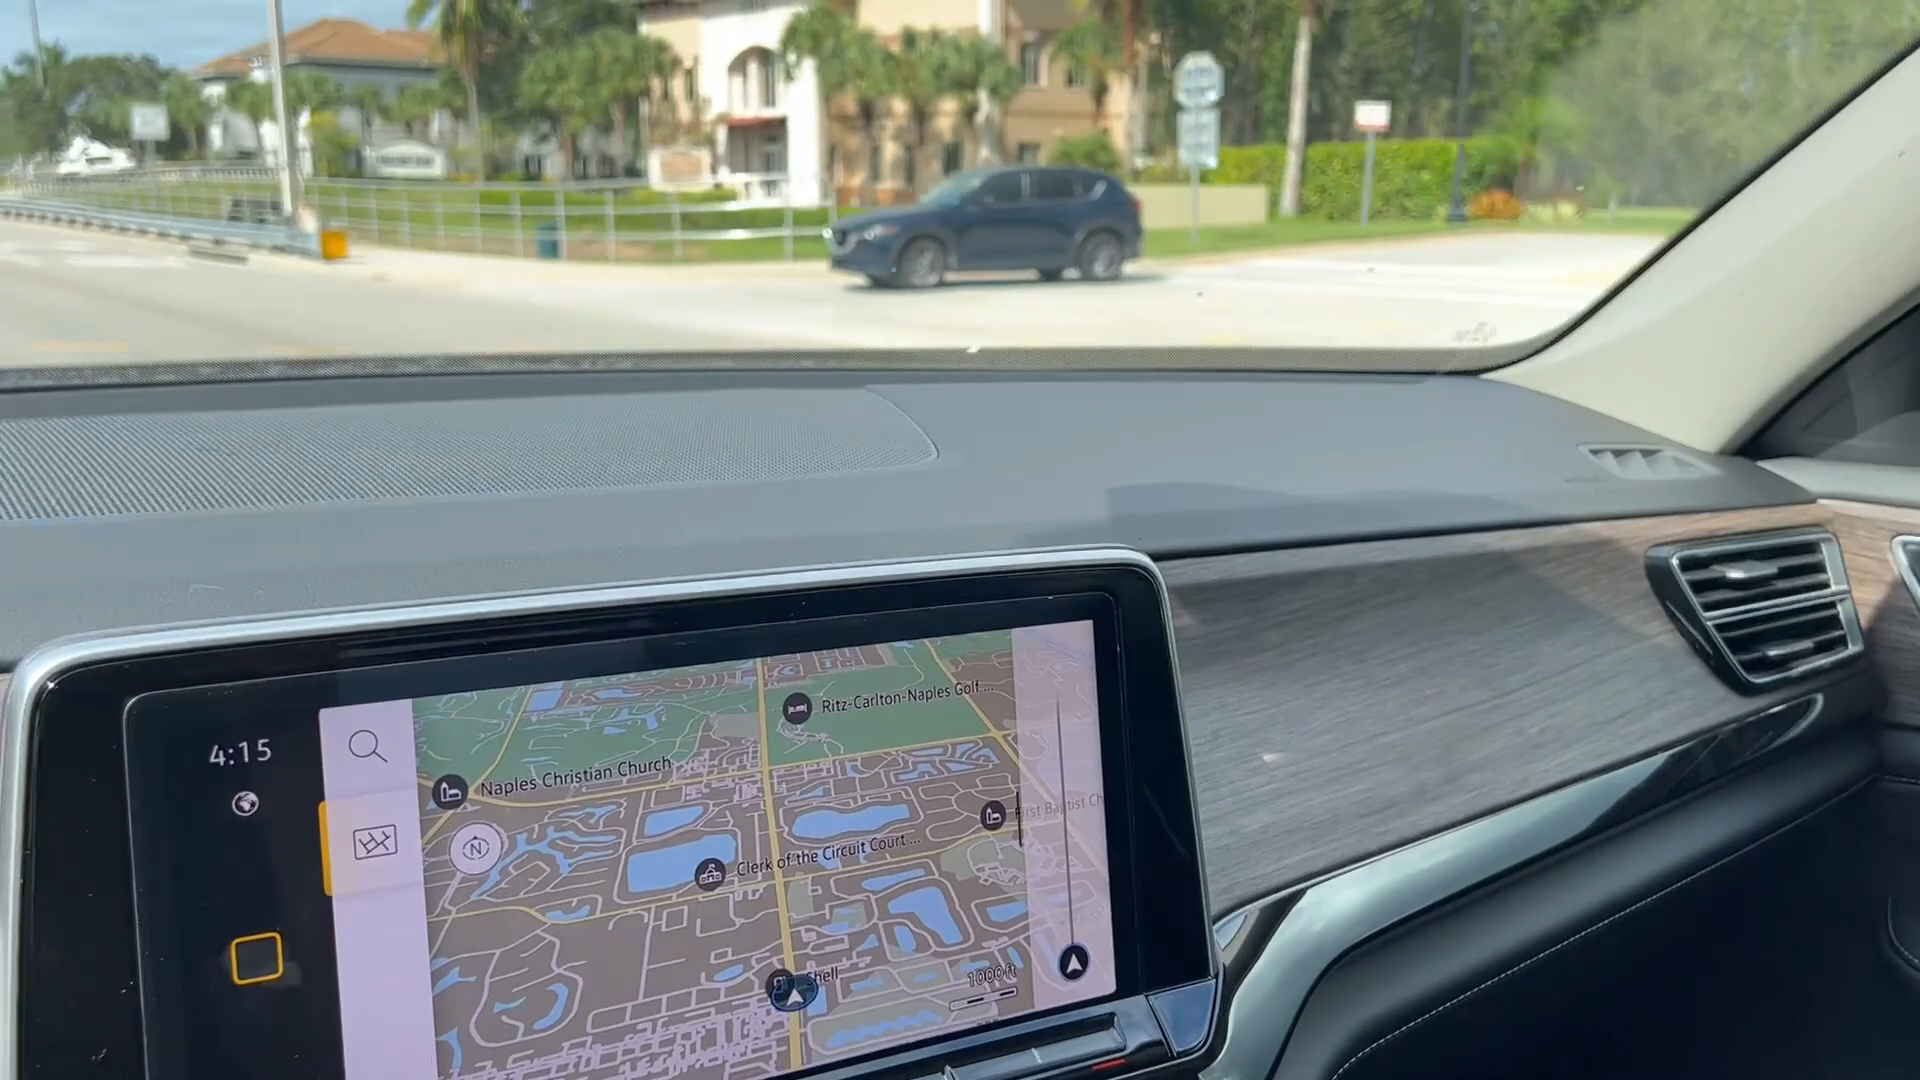 4:15
Ritz-Carlton-Naples Golf ...
Naples Christian Church
N
First Baptist Ch
Clerk of the Circuit Court ...
Shell
1000 ft